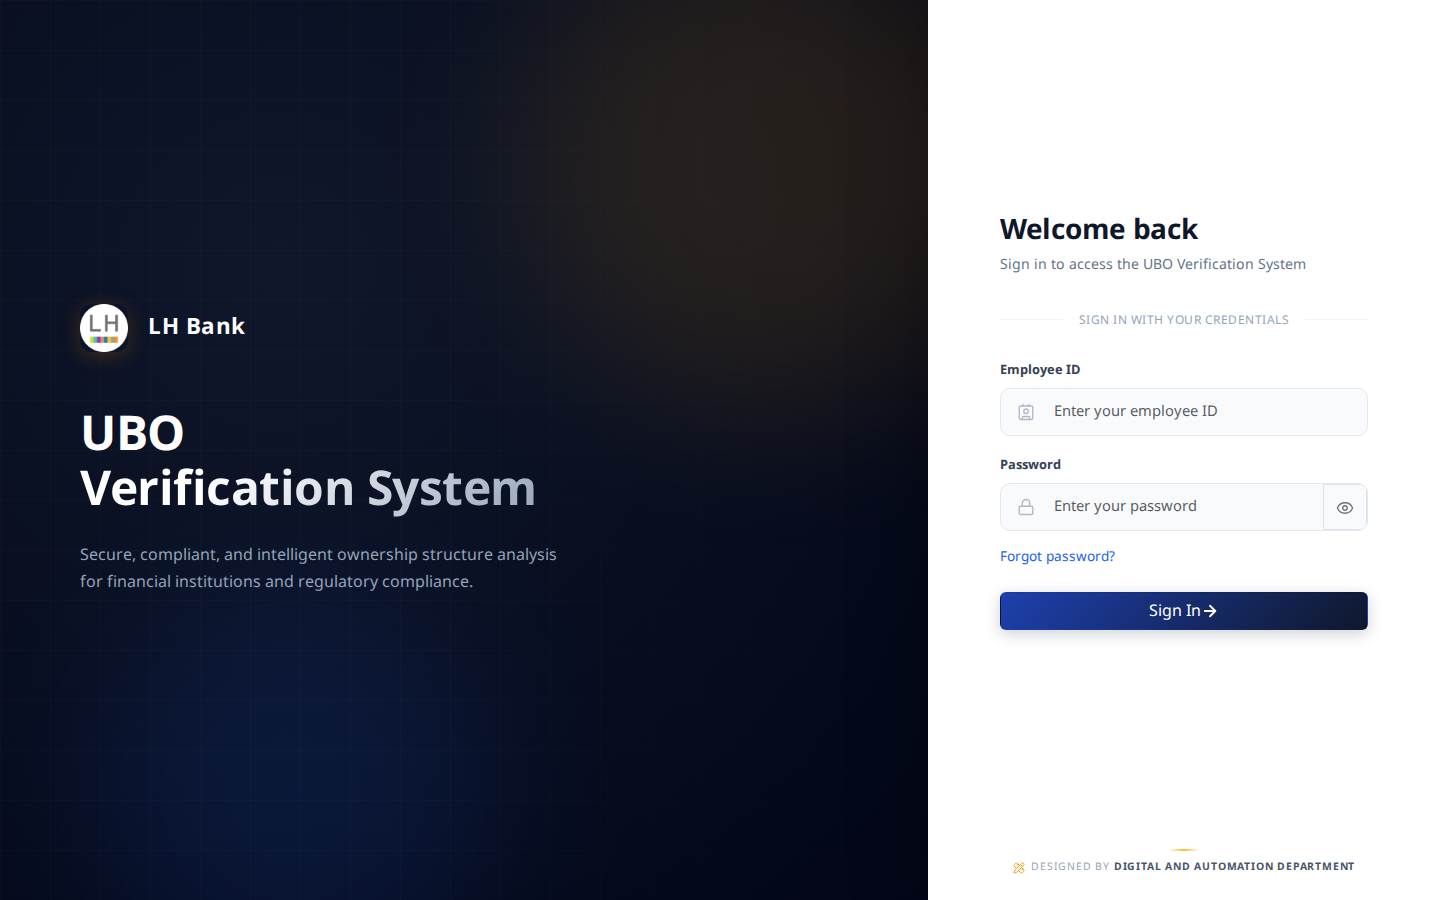 LH
LH Bank
UBO
Verification System
Secure, compliant, and intelligent ownership structure analysis
for financial institutions and regulatory compliance.
Welcome back
Sign in to access the UBO Verification System
SIGN IN WITH YOUR CREDENTIALS
Employee ID
Enter your employee ID
Password
Enter your password
Forgot password?
Sign In
DESIGNED BY DIGITAL AND AUTOMATION DEPARTMENT